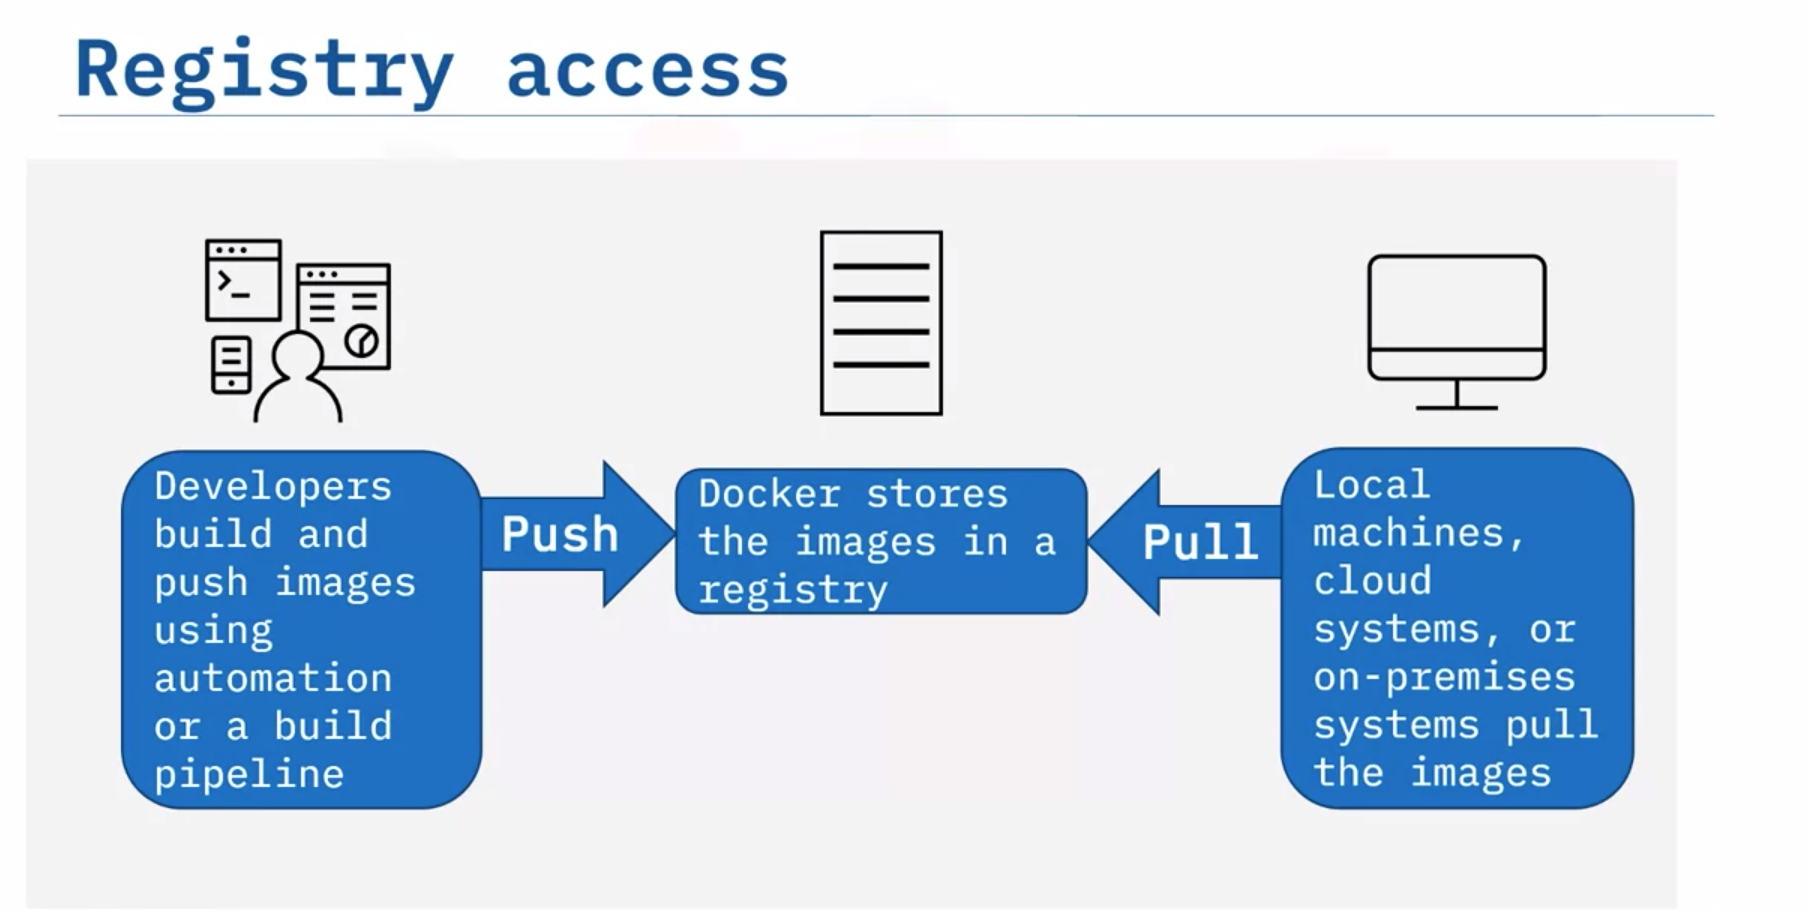 Registry access
>_
Developers
build and
push images
using
automation
or a build
pipeline
Push
Docker stores
the images in a
registry
Pull
Local
machines,
cloud
systems, or
on-premises
systems pull
the images